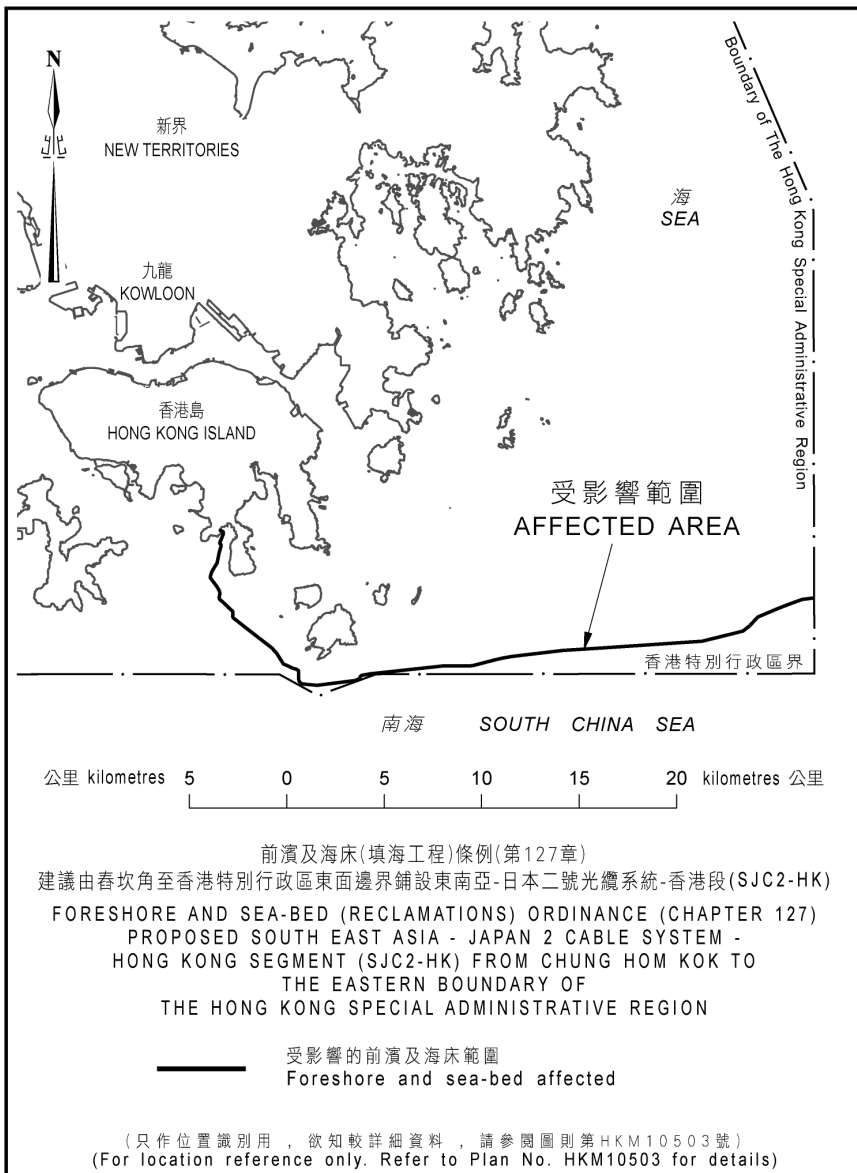 N
新界
NEW TERRITORIES
九龍
KOWLOON
香港島
HONG KONG ISLAND
海
SEA
Boundary of The Hong Kong Special Administrative Region
受影響範圍
AFFECTED AREA
香港特別行政區界
南海 SOUTH CHINA SEA
公里 kilometres 5 0 5 10 15 20 kilometres 公里
前濱及海床(填海工程)條例(第127章)
建議由舂坎角至香港特別行政區東面邊界鋪設東南亞-日本二號光纜系統-香港段(SJC2-HK)
FORESHORE AND SEA-BED (RECLAMATIONS) ORDINANCE (CHAPTER 127)
PROPOSED SOUTH EAST ASIA - JAPAN 2 CABLE SYSTEM -
HONG KONG SEGMENT (SJC2-HK) FROM CHUNG HOM KOK TO
THE EASTERN BOUNDARY OF
THE HONG KONG SPECIAL ADMINISTRATIVE REGION
受影響的前濱及海床範圍
Foreshore and sea-bed affected
(只作位置識別用 , 欲知較詳細資料 , 請參閱圖則第HKM10503號)
(For location reference only. Refer to Plan No. HKM10503 for details)